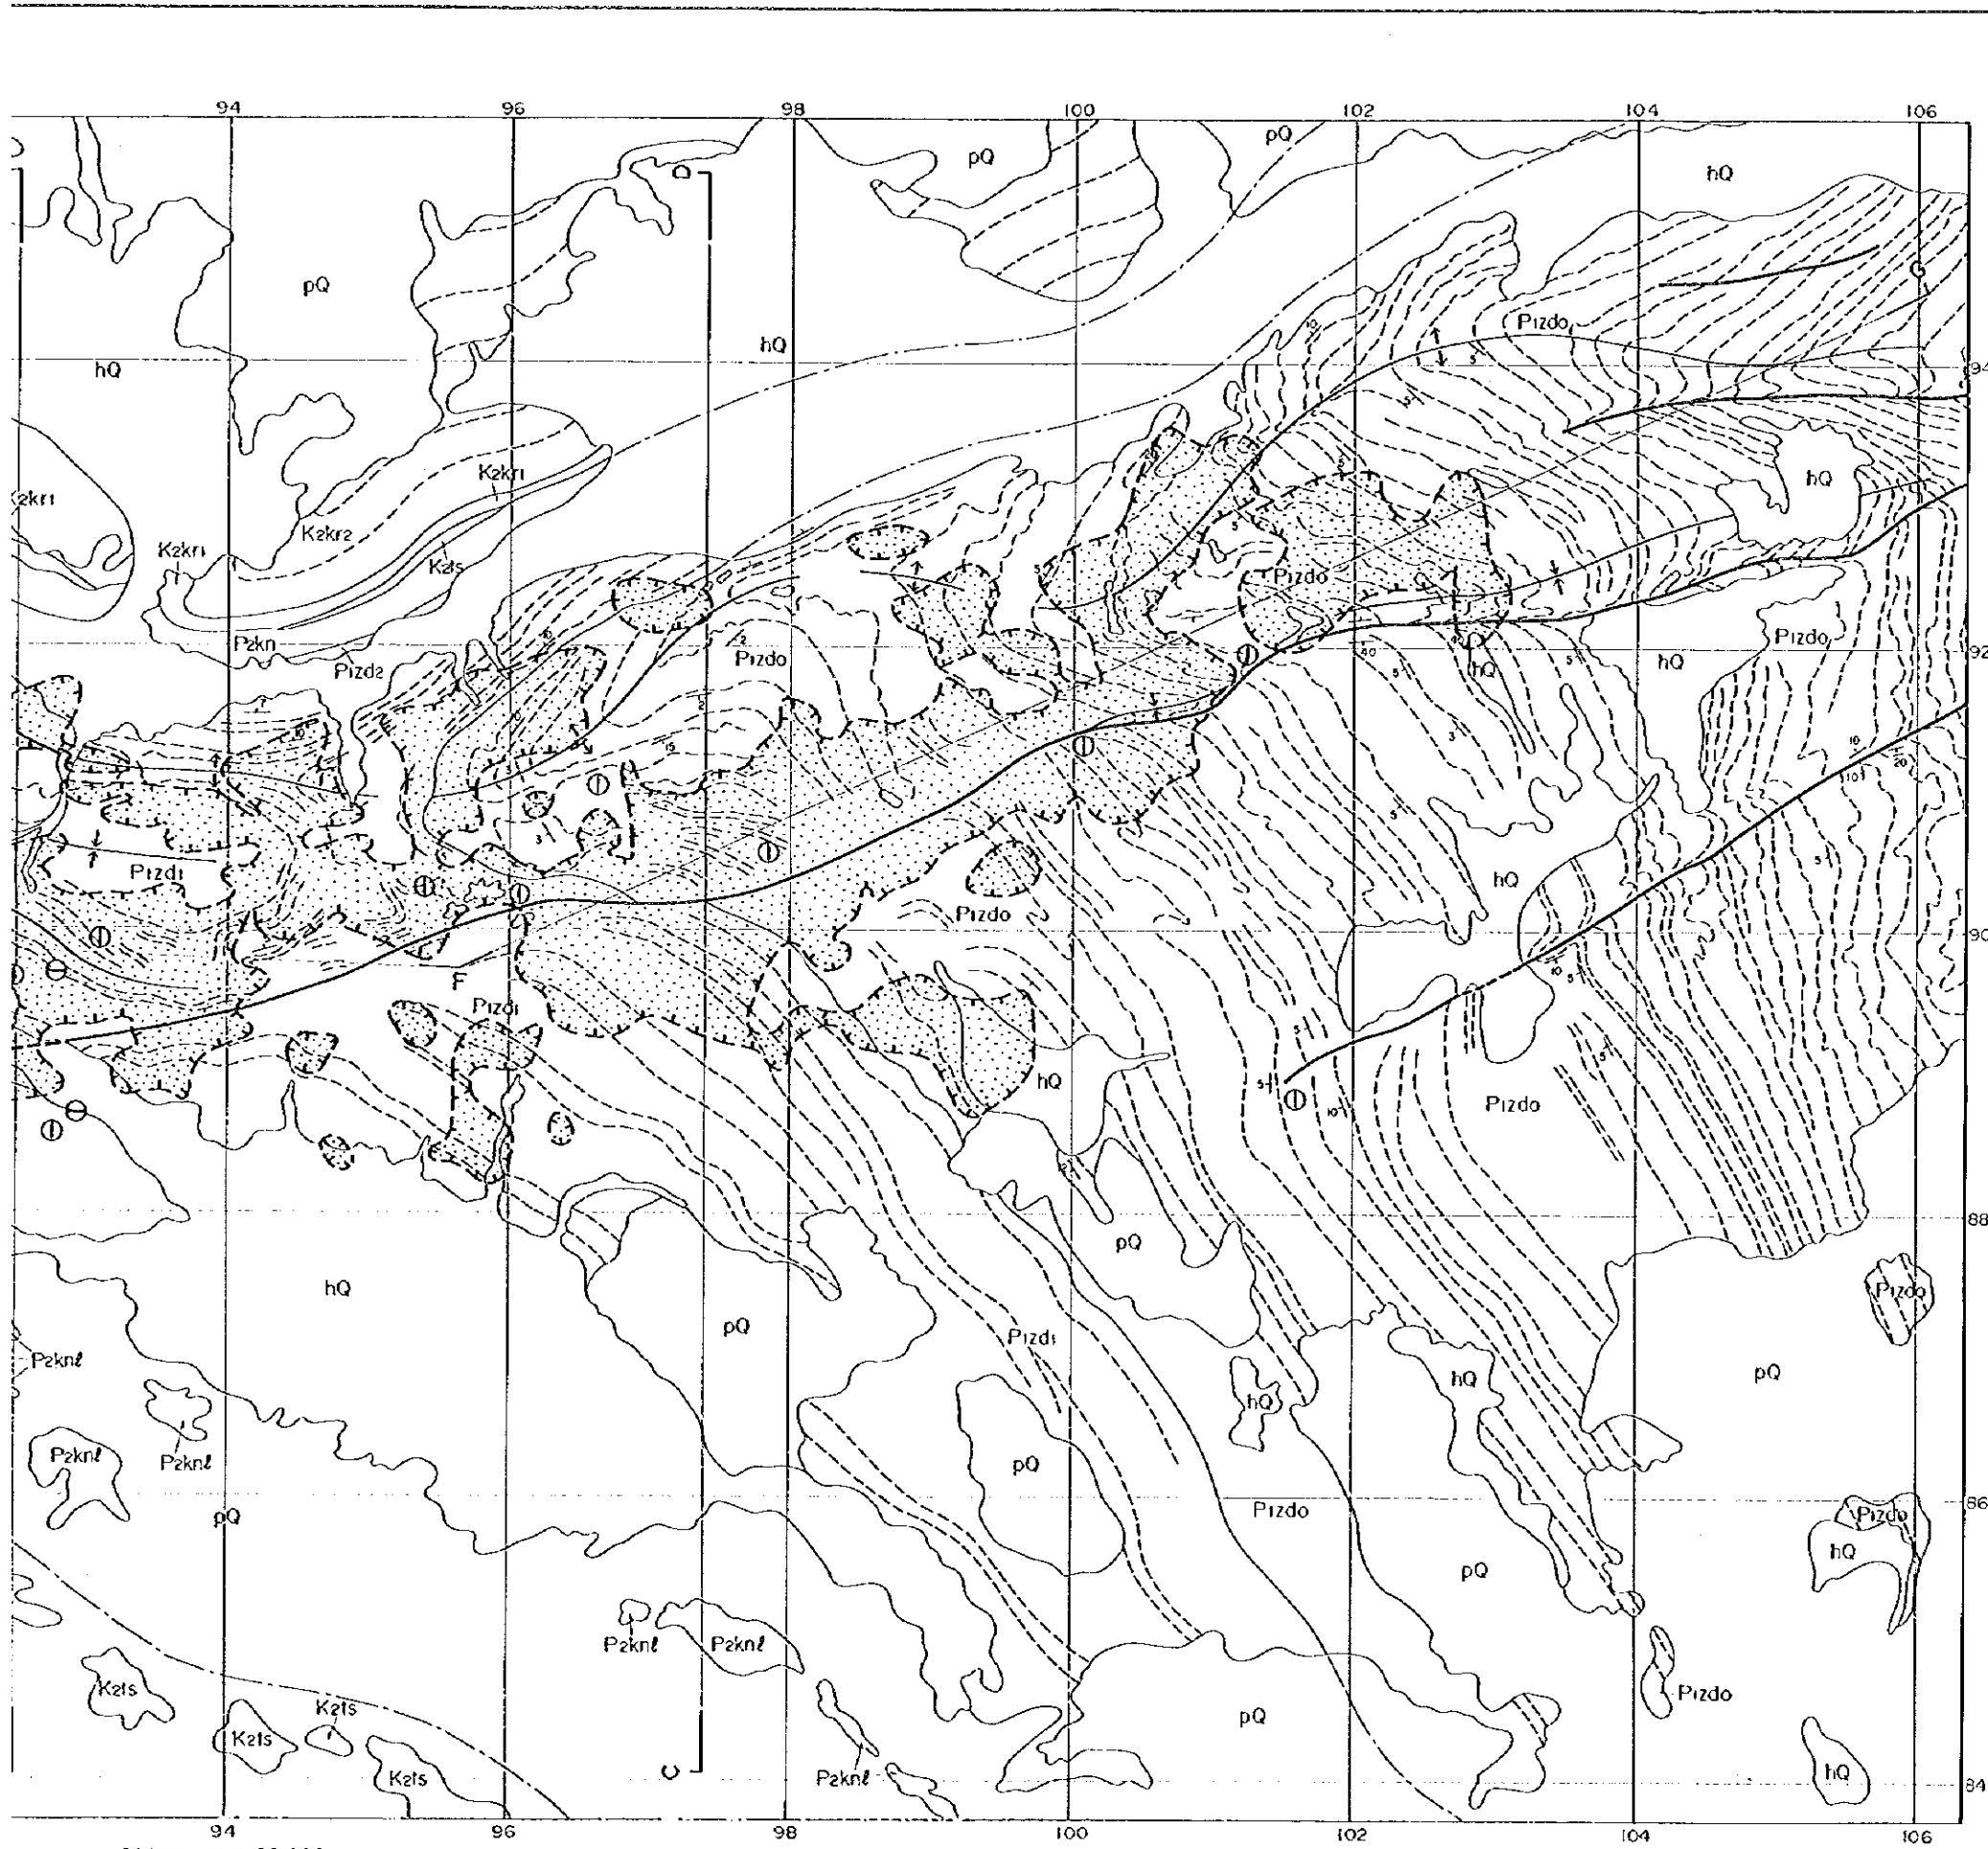 94 96 98 100 102 104 106
pQ pQ hQ
pQ
P1zdo
hQ hQ
94
K2kr1 hQ
K2kr1 K2kr2
K2kr1 K2ts
P1zdo
P2kn P1zd2 P1zdo hQ hQ P1zdo
92
P1zd1 hQ
P1zdo
90
F
P1zd1
hQ P1zdo
88
pQ
hQ P1zdo
pQ P1zd1
P2knl hQ hQ pQ
P2knl P2knl pQ
86
pQ P1zdo P1zdo
hQ
pQ
P2knl P2knl
K2ts P1zdo
K2ts K2ts pQ
K2ts P2knl hQ
84
94 96 98 100 102 104 106